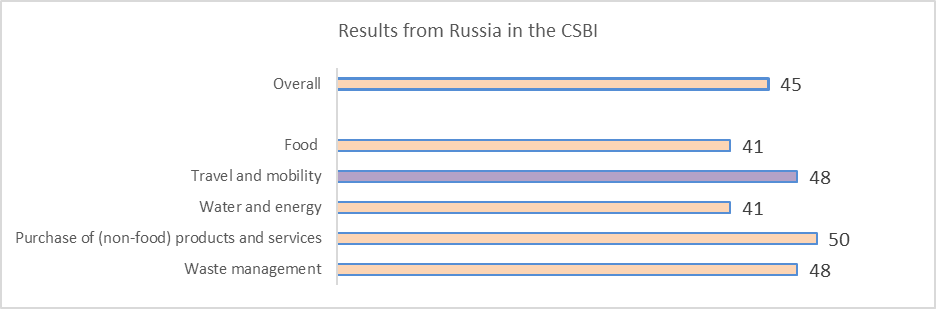 Results from Russia in the CSBI
Overall 45
Food 41
Travel and mobility 48
Water and energy 41
Purchase of (non-food) products and services 50
Waste management 48